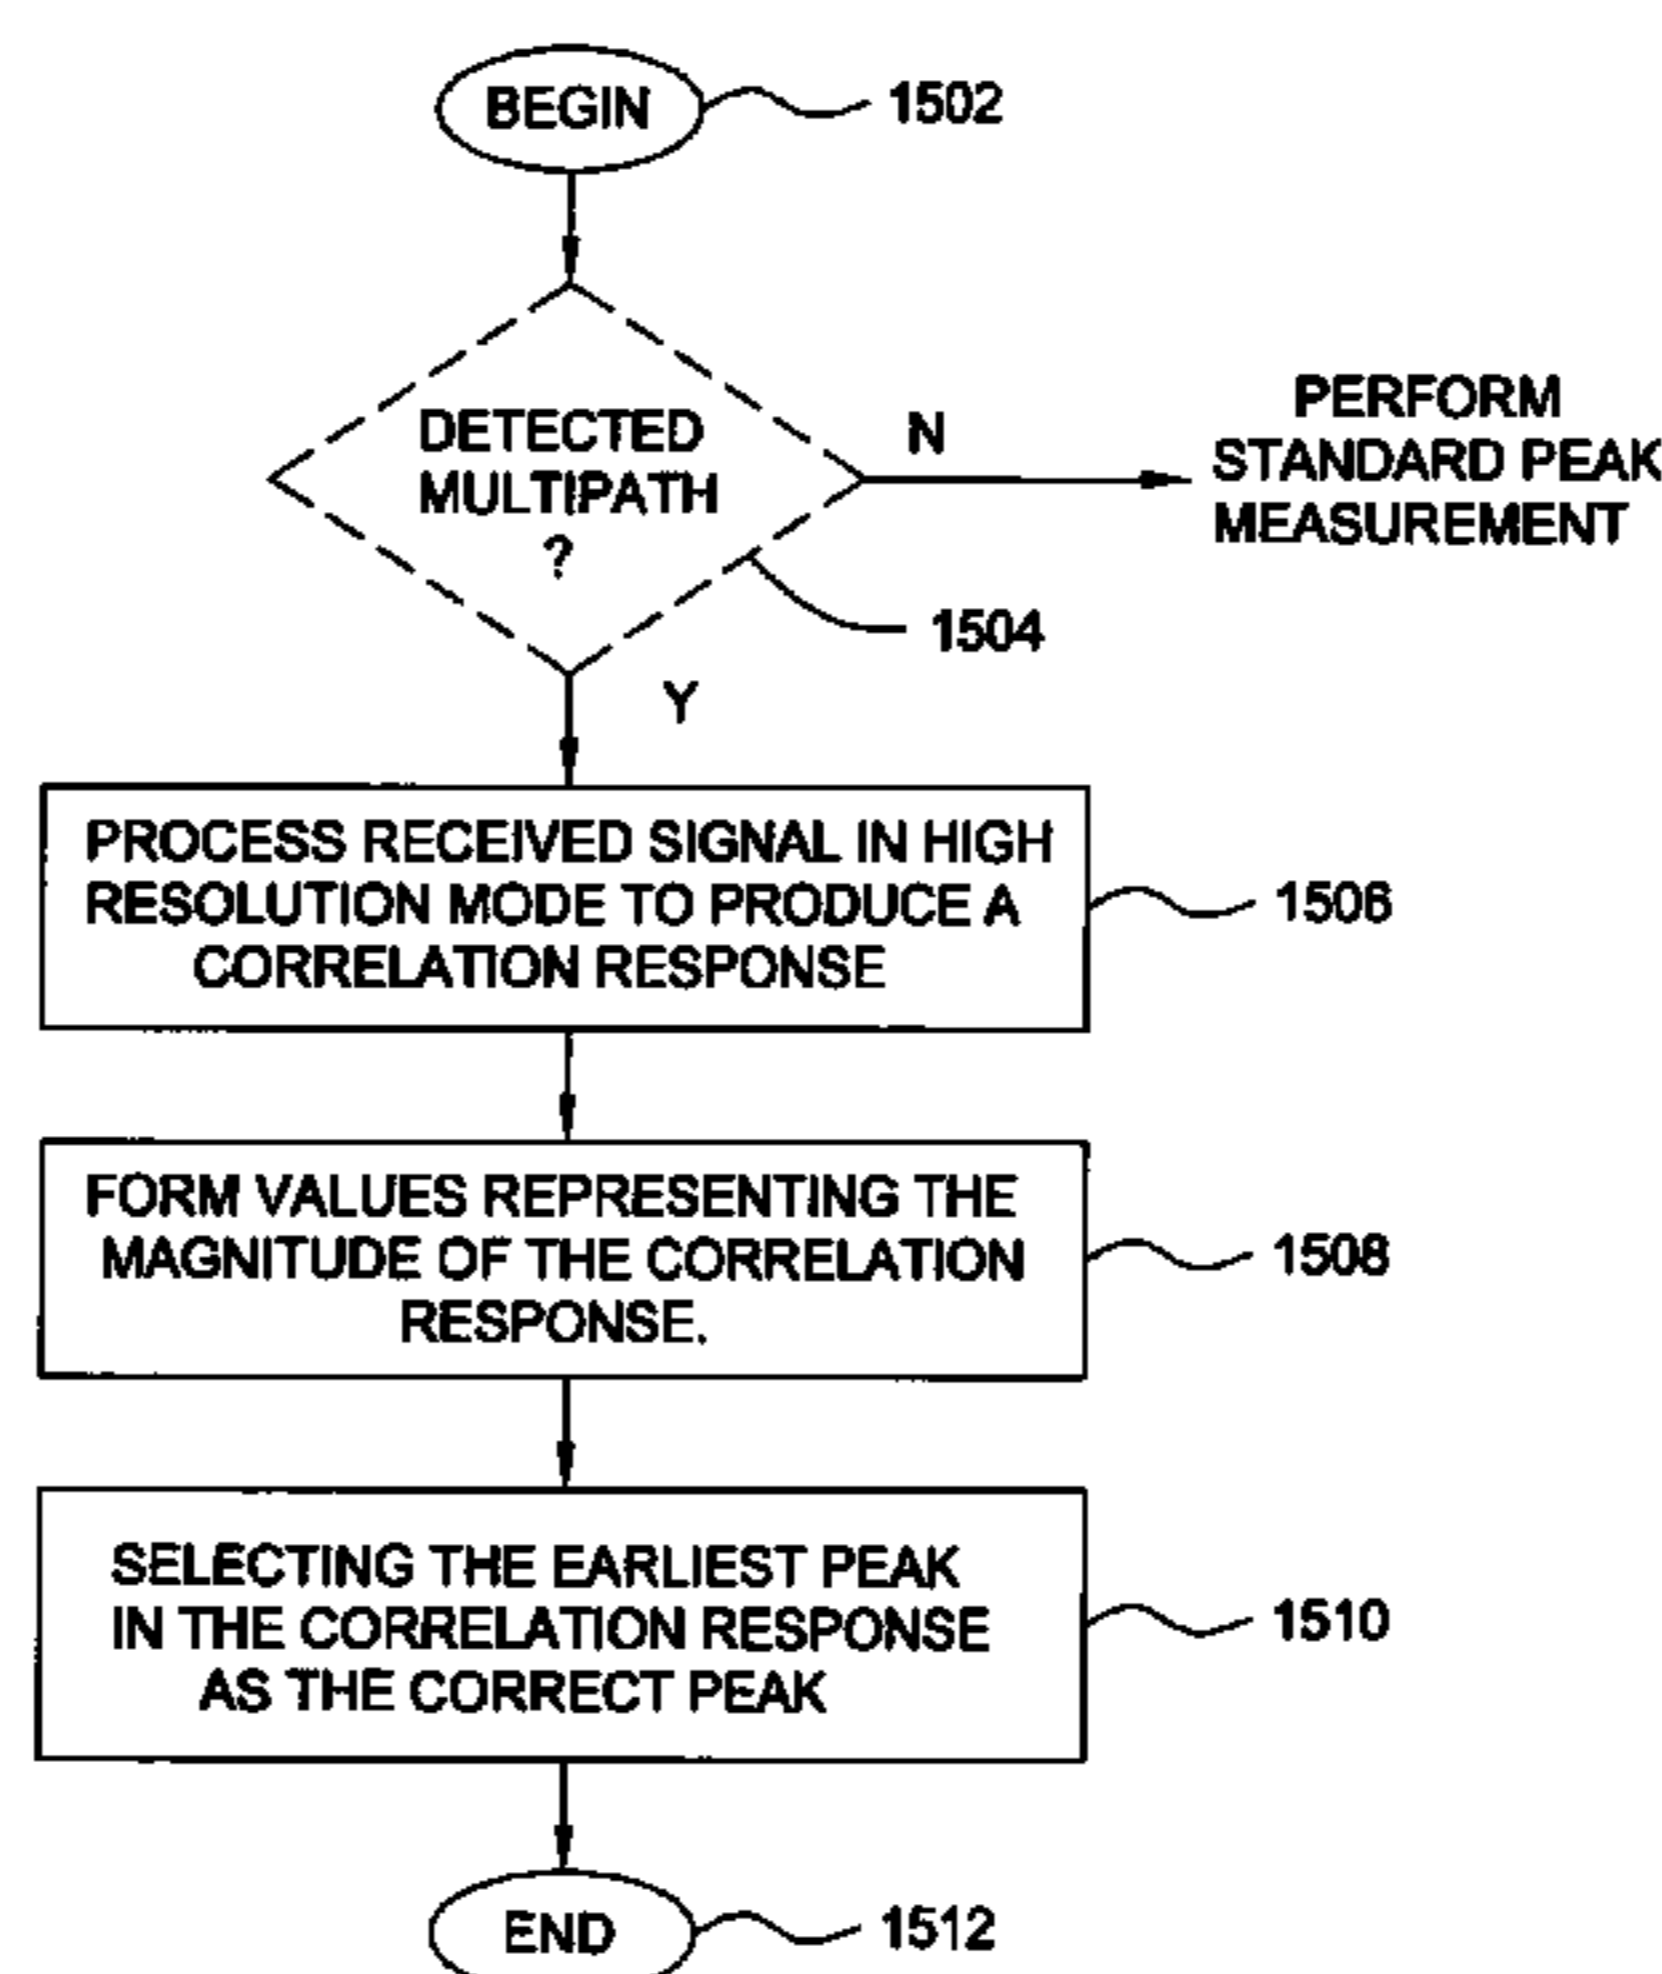 BEGIN
1502
DETECTED
MULTIPATH
?
N
PERFORM
STANDARD PEAK
MEASUREMENT
1504
Y
PROCESS RECEIVED SIGNAL IN HIGH
RESOLUTION MODE TO PRODUCE A
CORRELATION RESPONSE
1506
FORM VALUES REPRESENTING THE
MAGNITUDE OF THE CORRELATION
RESPONSE.
1508
SELECTING THE EARLIEST PEAK
IN THE CORRELATION RESPONSE
AS THE CORRECT PEAK
1510
END
1512